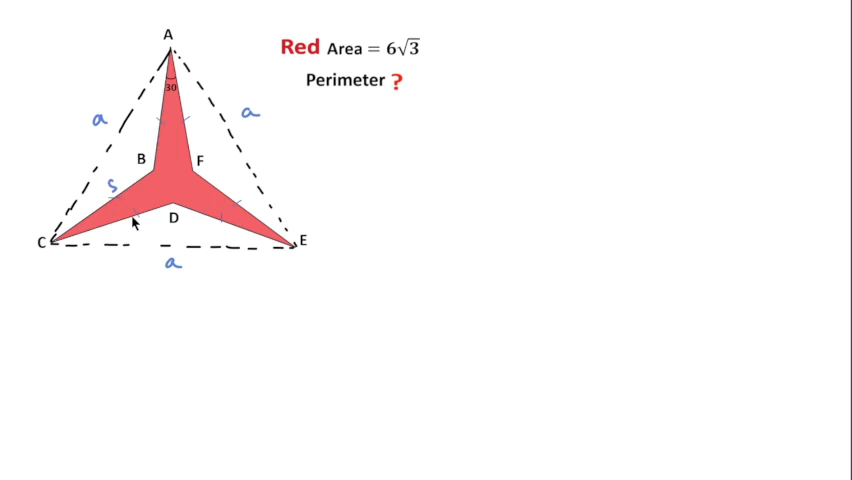 A
Red Area = 6√3
30
Perimeter ?
a
a
B
F
s
D
C
E
a